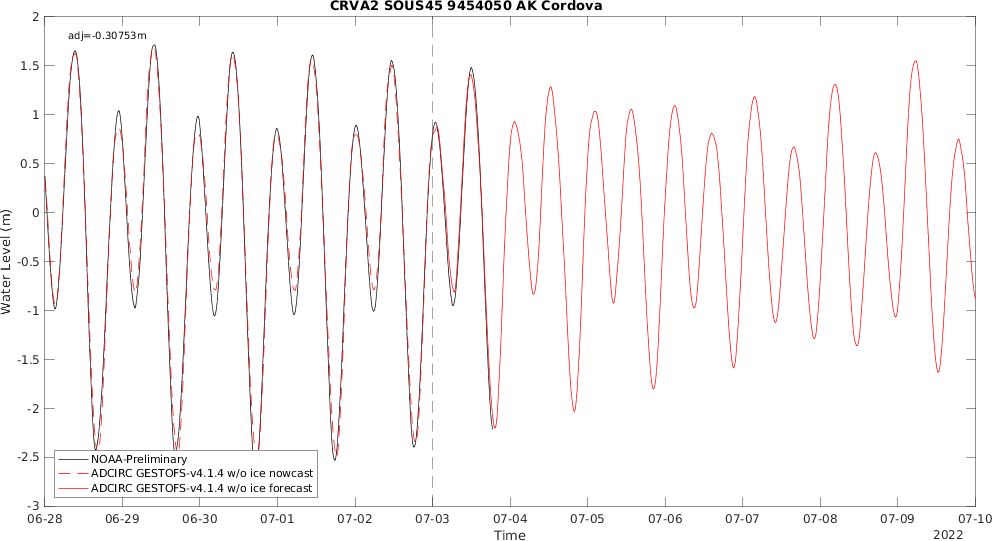 CRVA2 SOUS45 9454050 AK Cordova
adj=-0.30753m
2
1.5
1
0.5
0
-0.5
-1
-1.5
-2
-2.5
-3
Water Level (m)
NOAA-Preliminary
ADCIRC GESTOFS-v4.1.4 w/o ice nowcast
ADCIRC GESTOFS-v4.1.4 w/o ice forecast
06-28 06-29 06-30 07-01 07-02 07-03 07-04 07-05 07-06 07-07 07-08 07-09 07-10
Time
2022